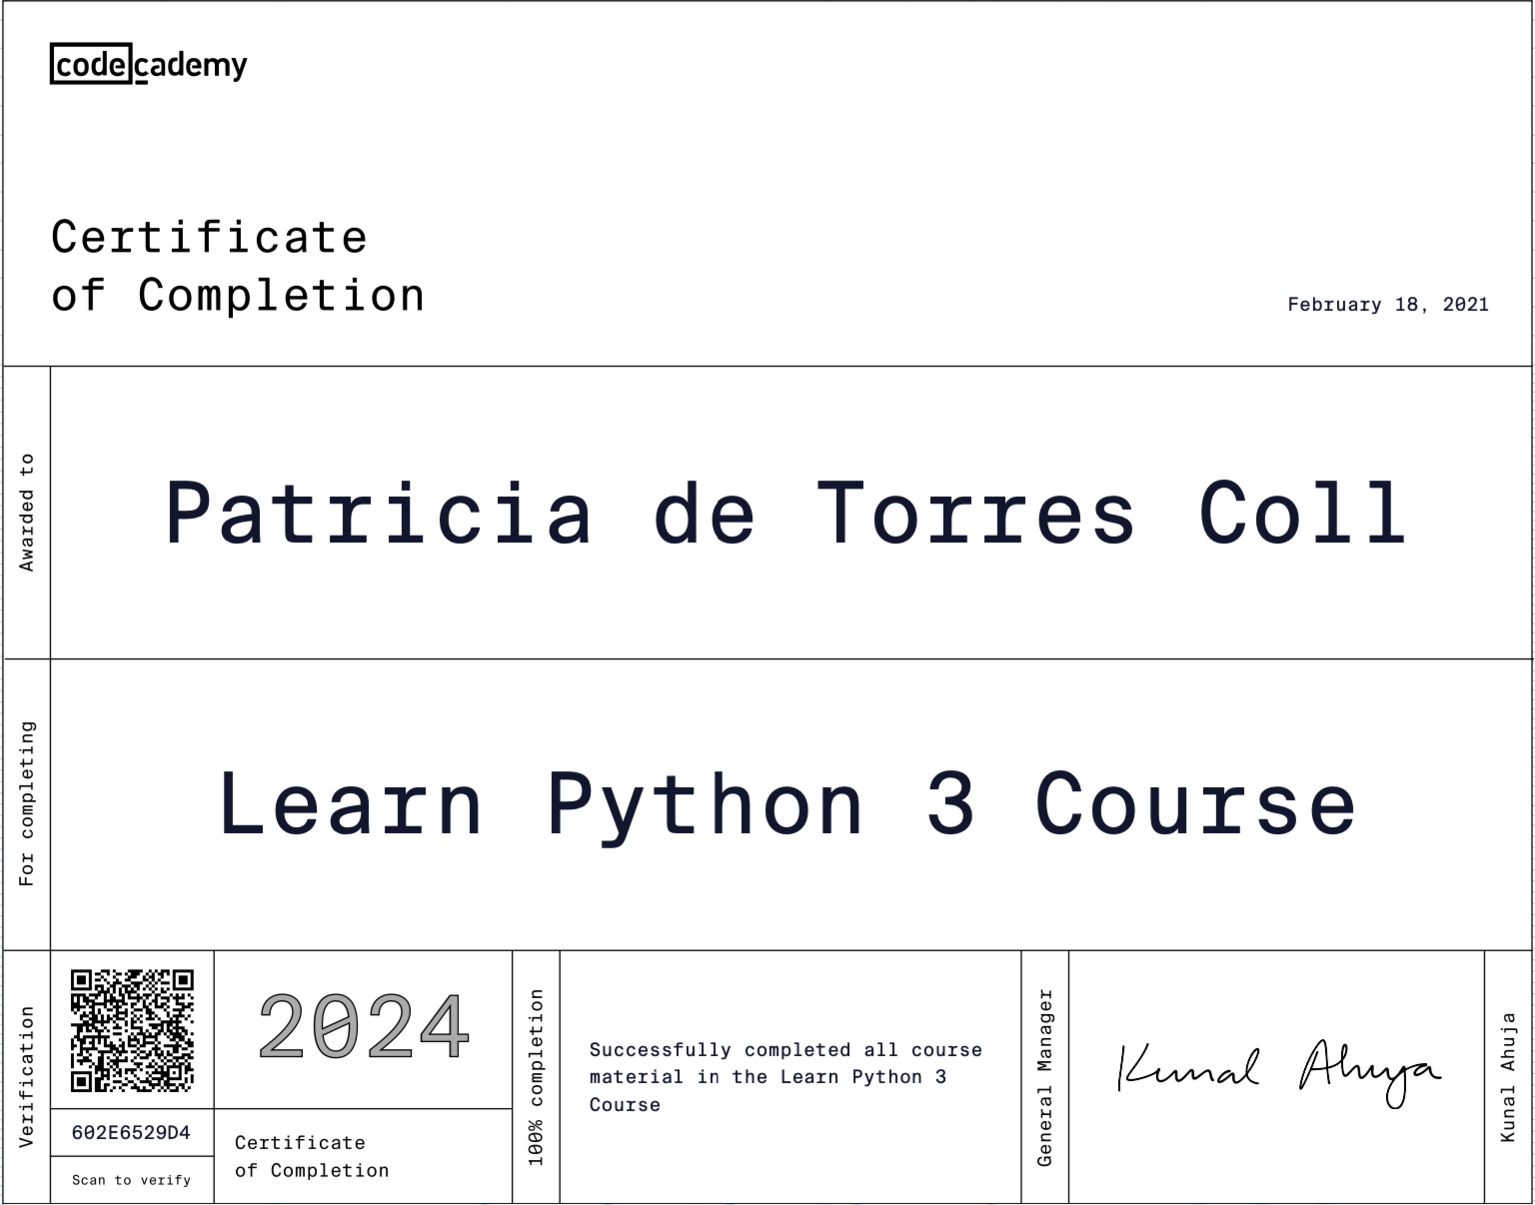 codecademy
Certificate
of Completion
February 18, 2021
Awarded to
Patricia de Torres Coll
For completing
Learn Python 3 Course
Verification
602E6529D4
Scan to verify
2024
Certificate
of Completion
100% completion
Successfully completed all course
material in the Learn Python 3
Course
General Manager
Kunal Ahuja
Kunal Ahuja